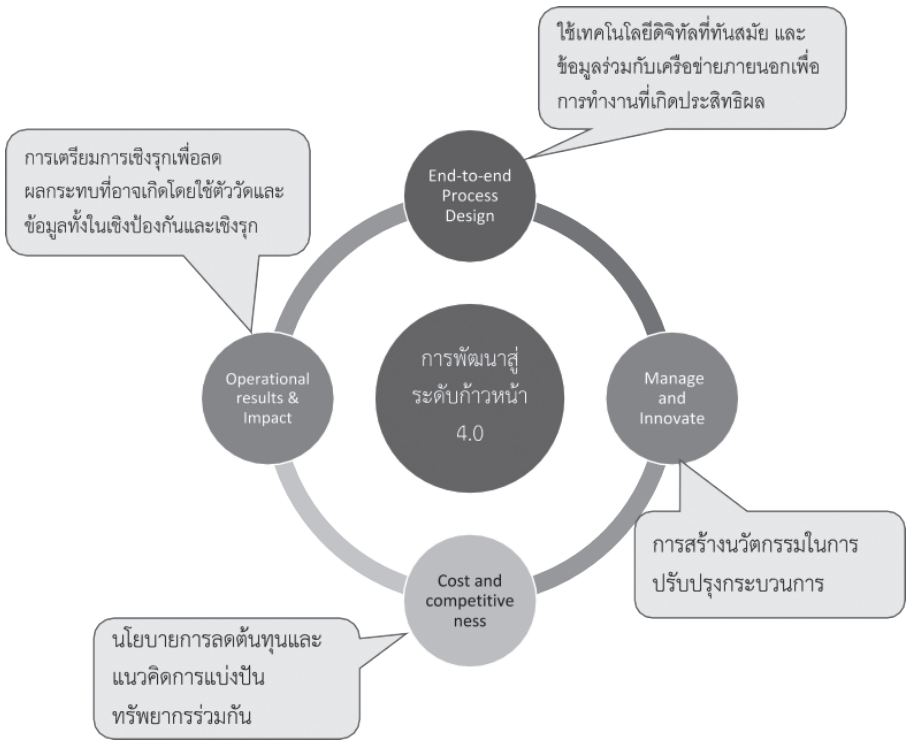 ใช้เทคโนโลยีดิจิทัลที่ทันสมัย และ
ข้อมูลร่วมกับเครือข่ายภายนอกเพื่อ
การทำงานที่เกิดประสิทธิผล
การเตรียมการเชิงรุกเพื่อลด
ผลกระทบที่อาจเกิดโดยใช้ตัววัดและ
ข้อมูลทั้งในเชิงป้องกันและเชิงรุก
End-to-end
Process
Design
Operational
results &
Impact
การพัฒนาสู่
ระดับก้าวหน้า
4.0
Manage
and
Innovate
การสร้างนวัตกรรมในการ
ปรับปรุงกระบวนการ
Cost and
competitive
ness
นโยบายการลดต้นทุนและ
แนวคิดการแบ่งปัน
ทรัพยากรร่วมกัน